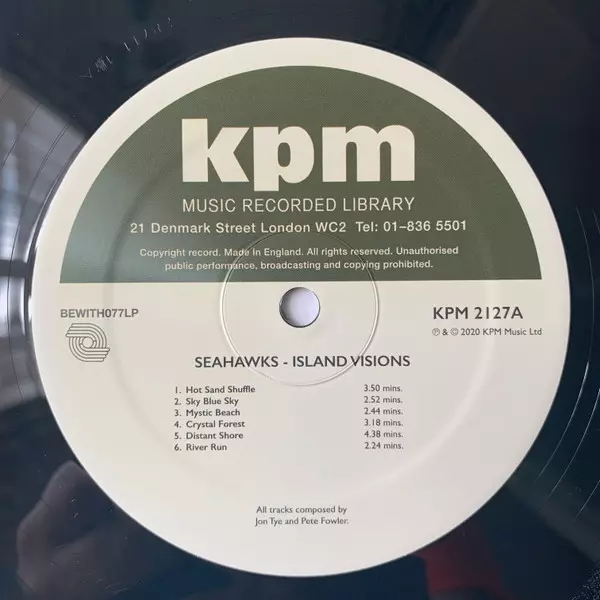 kpm
MUSIC RECORDED LIBRARY
21 Denmark Street London WC2 Tel: 01-836 5501
Copyright record. Made In England. All rights reserved. Unauthorised
public performance, broadcasting and copying prohibited.
BEWITH077LP
KPM 2127A
℗ & © 2020 KPM Music Ltd
SEAHAWKS - ISLAND VISIONS
1. Hot Sand Shuffle 3.50 mins.
2. Sky Blue Sky 2.52 mins.
3. Mystic Beach 2.44 mins.
4. Crystal Forest 3.18 mins.
5. Distant Shore 4.38 mins.
6. River Run 2.24 mins.
All tracks composed by
Jon Tye and Pete Fowler.